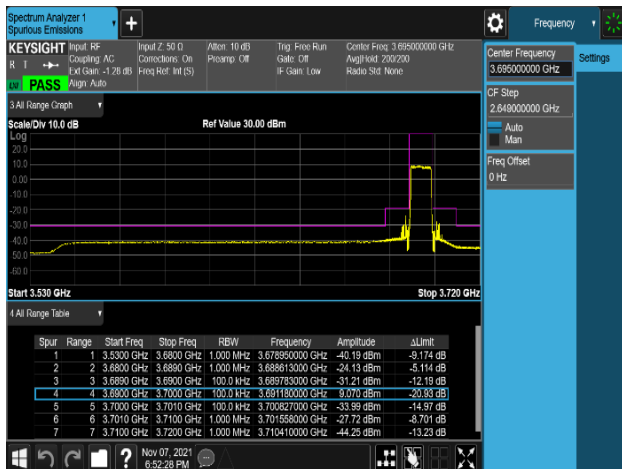 Spectrum Analyzer 1
Spurious Emissions
Frequency
KEYSIGHT
R T
PASS
Input: RF
Coupling: AC
Ext Gain: -1.28 dB
Align: Auto
Input Z: 50 Ω
Corrections: On
Freq Ref: Int (S)
Atten: 10 dB
Preamp: Off
Trig: Free Run
Gate: Off
IF Gain: Low
Center Freq: 3.695000000 GHz
Avg|Hold: 200/200
Radio Std: None
Center Frequency
3.695000000 GHz
Settings
CF Step
2.649000000 GHz
Auto
Man
Freq Offset
0 Hz
3 All Range Graph
Scale/Div 10.0 dB
Ref Value 30.00 dBm
Log
20.0
10.0
0.00
-10.0
-20.0
-30.0
-40.0
-50.0
-60.0
Start 3.530 GHz
Stop 3.720 GHz
4 All Range Table
Spur Range Start Freq Stop Freq RBW Frequency Amplitude ΔLimit
1 1 3.5300 GHz 3.6800 GHz 1.000 MHz 3.678950000 GHz -40.19 dBm -9.174 dB
2 2 3.6800 GHz 3.6890 GHz 1.000 MHz 3.688613000 GHz -24.13 dBm -5.114 dB
3 3 3.6890 GHz 3.6900 GHz 100.0 kHz 3.689783000 GHz -31.21 dBm -12.19 dB
4 4 3.6900 GHz 3.7000 GHz 100.0 kHz 3.691180000 GHz 9.070 dBm -20.93 dB
5 5 3.7000 GHz 3.7010 GHz 100.0 kHz 3.700827000 GHz -33.99 dBm -14.97 dB
6 6 3.7010 GHz 3.7100 GHz 1.000 MHz 3.701558000 GHz -27.72 dBm -8.701 dB
7 7 3.7100 GHz 3.7200 GHz 1.000 MHz 3.710410000 GHz -44.25 dBm -13.23 dB
Nov 07, 2021
6:52:28 PM